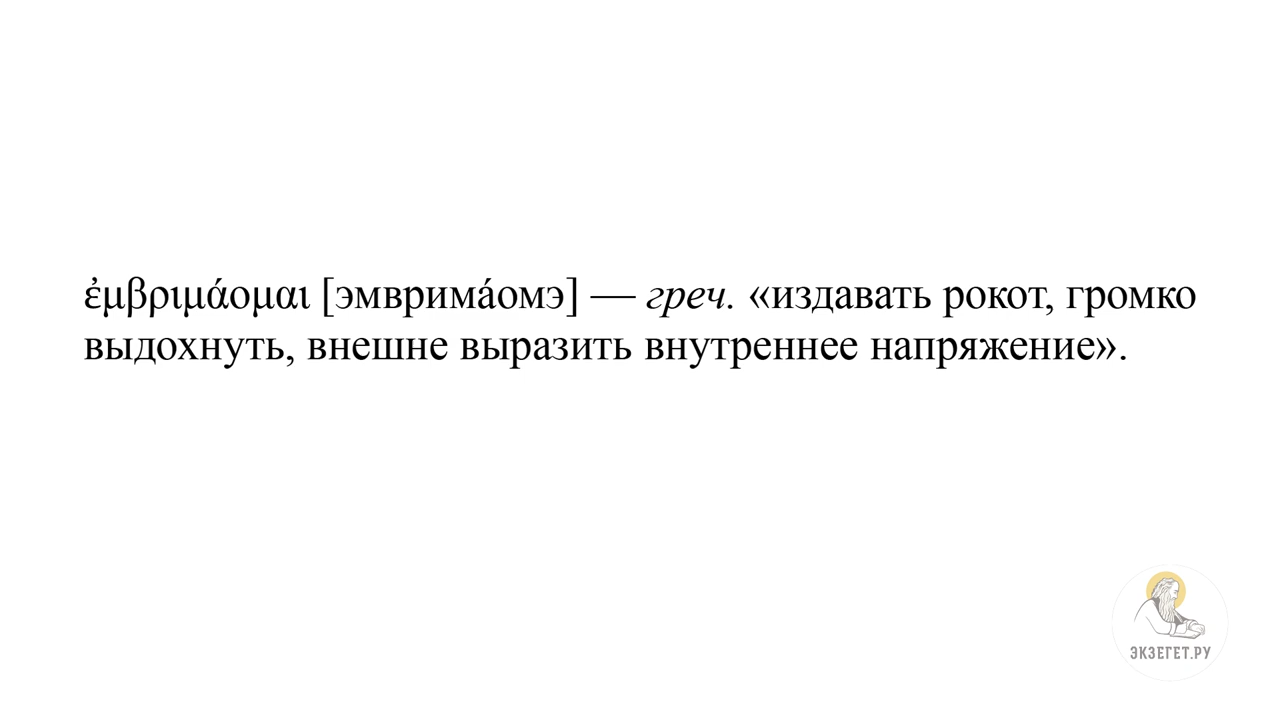 ἐμβριμάομαι [эмвримáомэ] — греч. «издавать рокот, громко
выдохнуть, внешне выразить внутреннее напряжение».
ЭКЗЕГЕТ.РУ